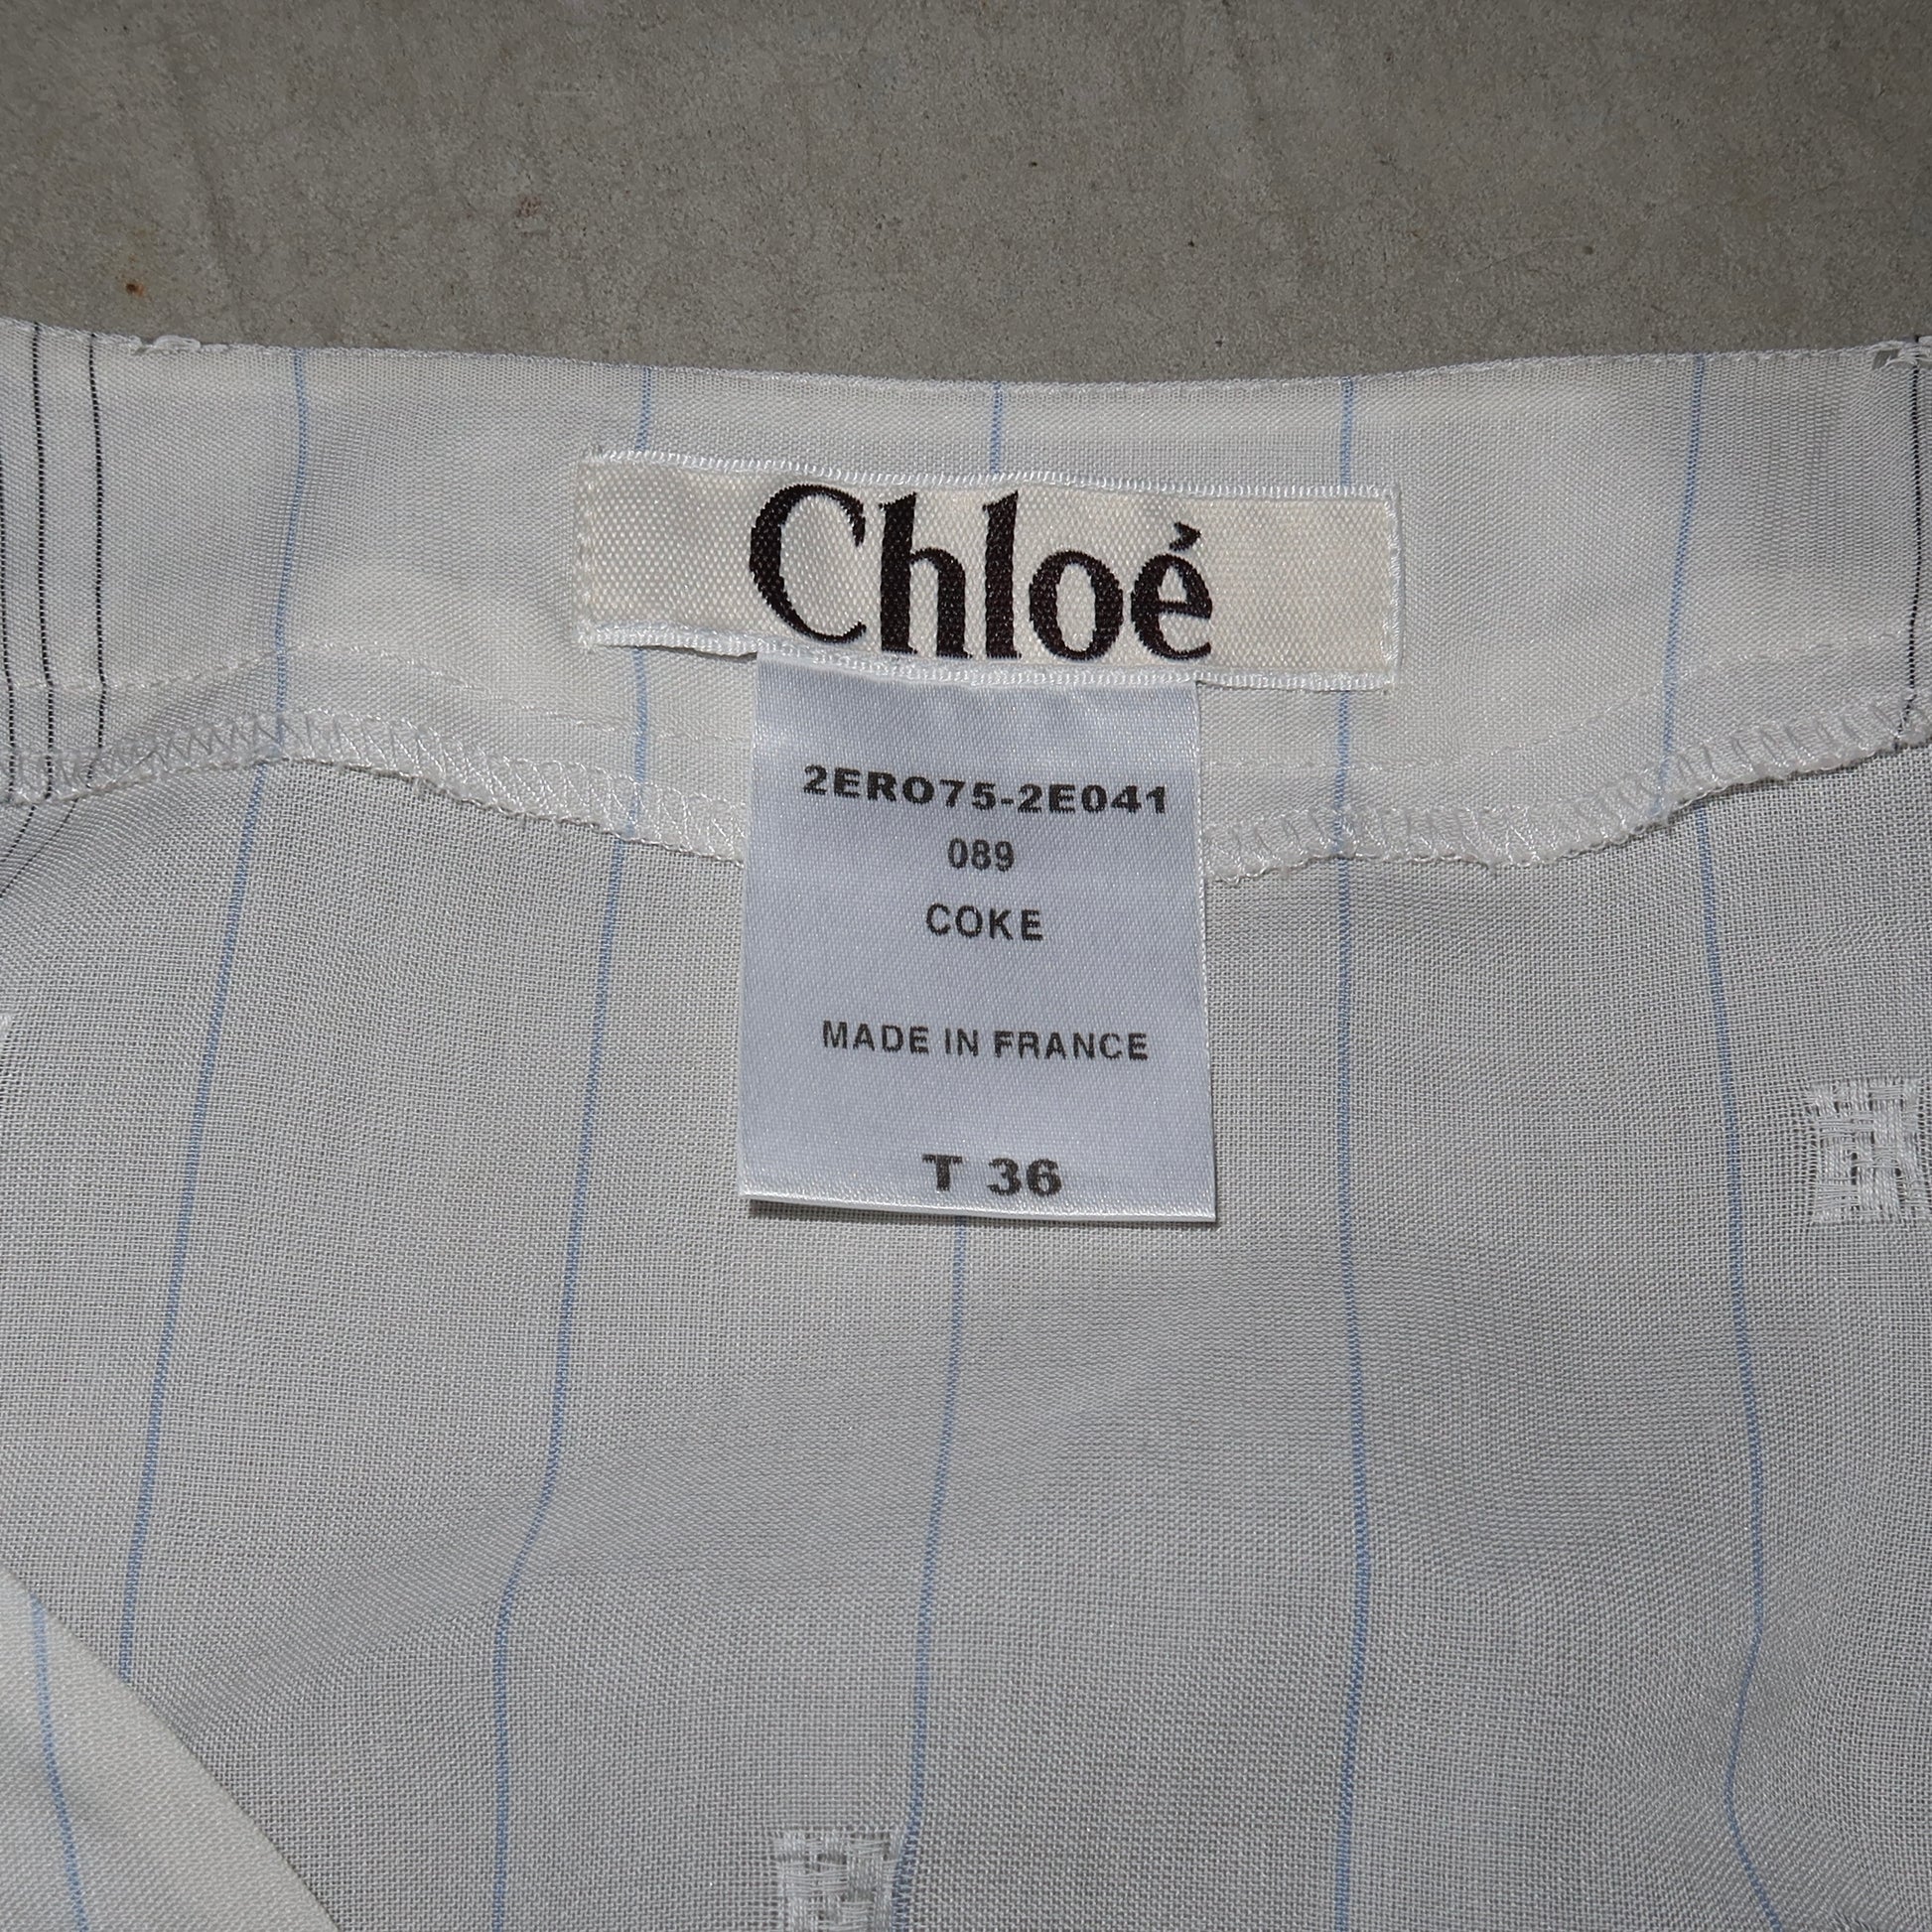 Chloé
2ERO75-2E041
089
COKE
MADE IN FRANCE
T 36